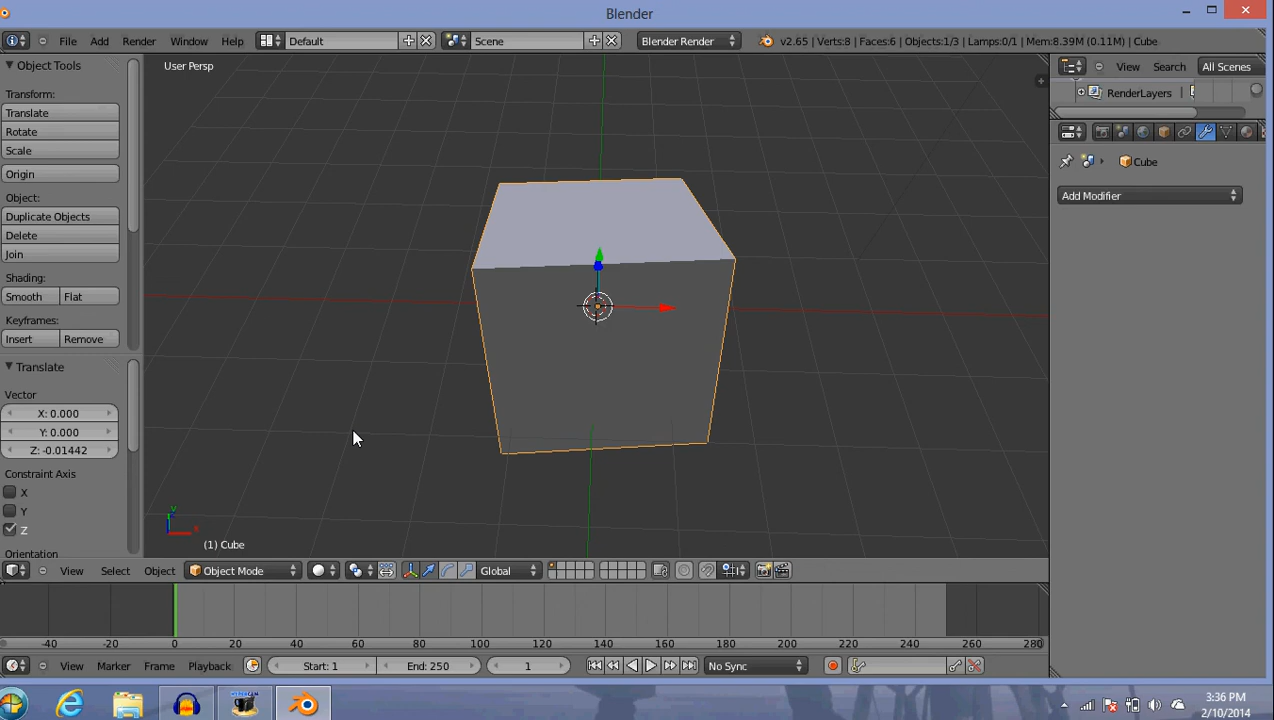 Blender
File Add Render Window Help Default Scene Blender Render v2.65 | Verts:8 | Faces:6 | Objects:1/3 | Lamps:0/1 | Mem:8.39M (0.11M) | Cube
Object Tools
Transform:
Translate
Rotate
Scale
Origin
Object:
Duplicate Objects
Delete
Join
Shading:
Smooth Flat
Keyframes:
Insert Remove
Translate
Vector
X: 0.000
Y: 0.000
Z: -0.01442
Constraint Axis
X
Y
Z
Orientation
User Persp
(1) Cube
View Search All Scenes
RenderLayers
Cube
Add Modifier
View Select Object Object Mode Global
-40 -20 0 20 40 60 80 100 120 140 160 180 200 220 240 260 280
View Marker Frame Playback Start: 1 End: 250 1 No Sync
3:36 PM
2/10/2014